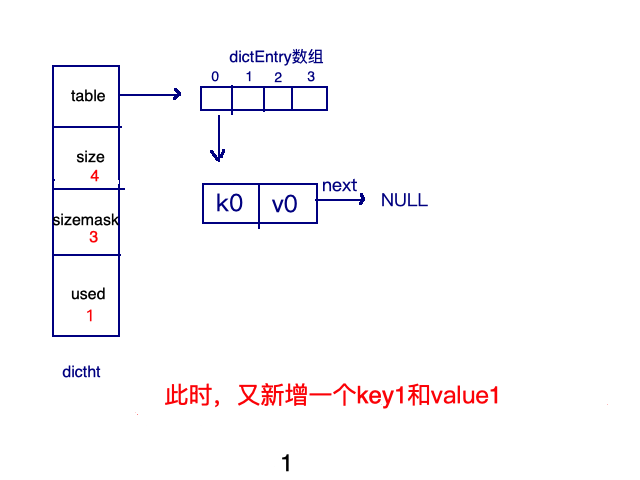 dictEntry数组
0 1 2 3
table
size
4
k0 v0 next NULL
sizemask
3
used
1
dictht
此时，又新增一个key1和value1
1